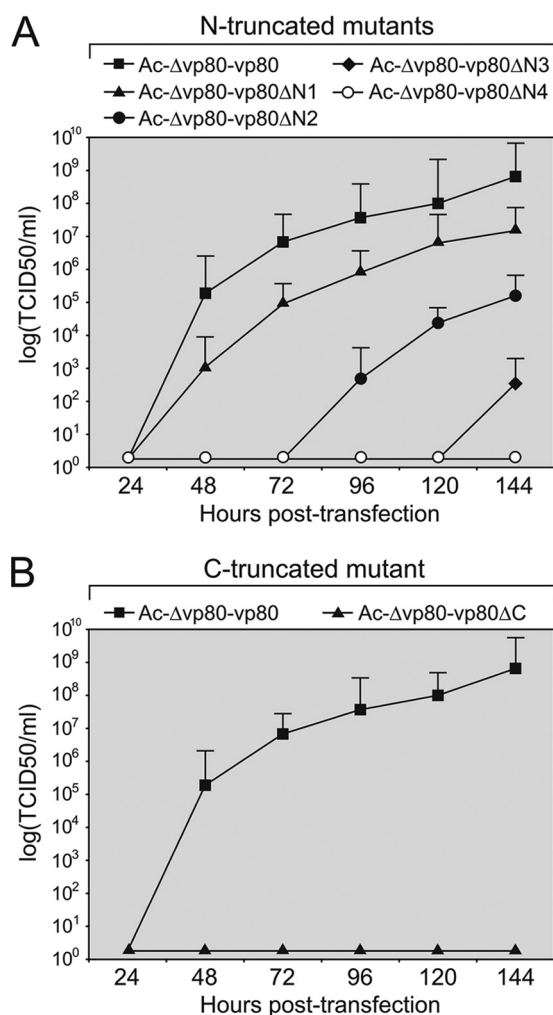 A
N-truncated mutants
Ac-Δvp80-vp80
Ac-Δvp80-vp80ΔN3
Ac-Δvp80-vp80ΔN1
Ac-Δvp80-vp80ΔN4
Ac-Δvp80-vp80ΔN2
log(TCID50/ml)
10¹⁰
10⁹
10⁸
10⁷
10⁶
10⁵
10⁴
10³
10²
10¹
10⁰
24 48 72 96 120 144
Hours post-transfection
B
C-truncated mutant
Ac-Δvp80-vp80
Ac-Δvp80-vp80ΔC
log(TCID50/ml)
10¹⁰
10⁹
10⁸
10⁷
10⁶
10⁵
10⁴
10³
10²
10¹
10⁰
24 48 72 96 120 144
Hours post-transfection